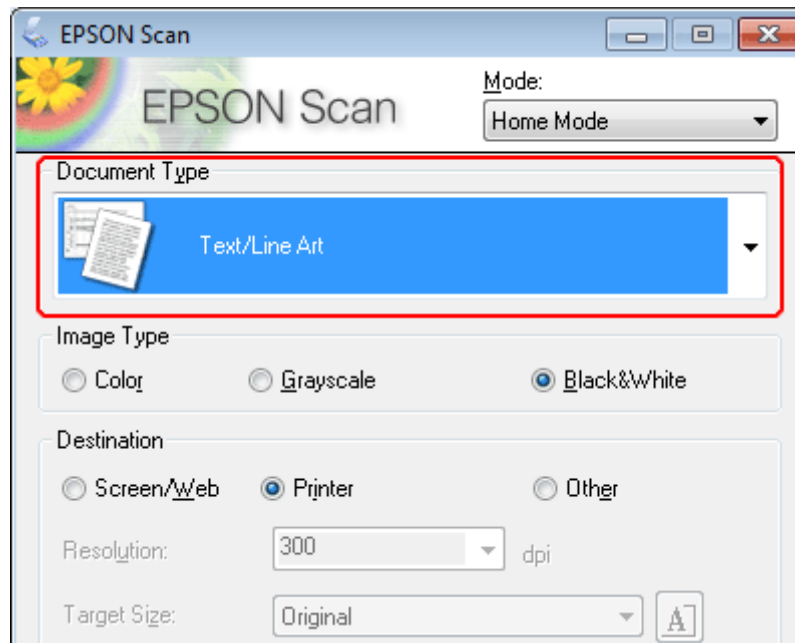 EPSON Scan
EPSON Scan
Mode:
Home Mode
Document Type
Text/Line Art
Image Type
Color Grayscale Black&White
Destination
Screen/Web Printer Other
Resolution: 300 dpi
Target Size: Original A